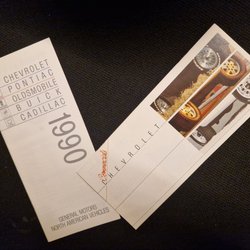 CHEVROLET
PONTIAC
OLDSMOBILE
BUICK
CADILLAC
1990
GENERAL MOTORS
NORTH AMERICAN VEHICLES
CHEVROLET